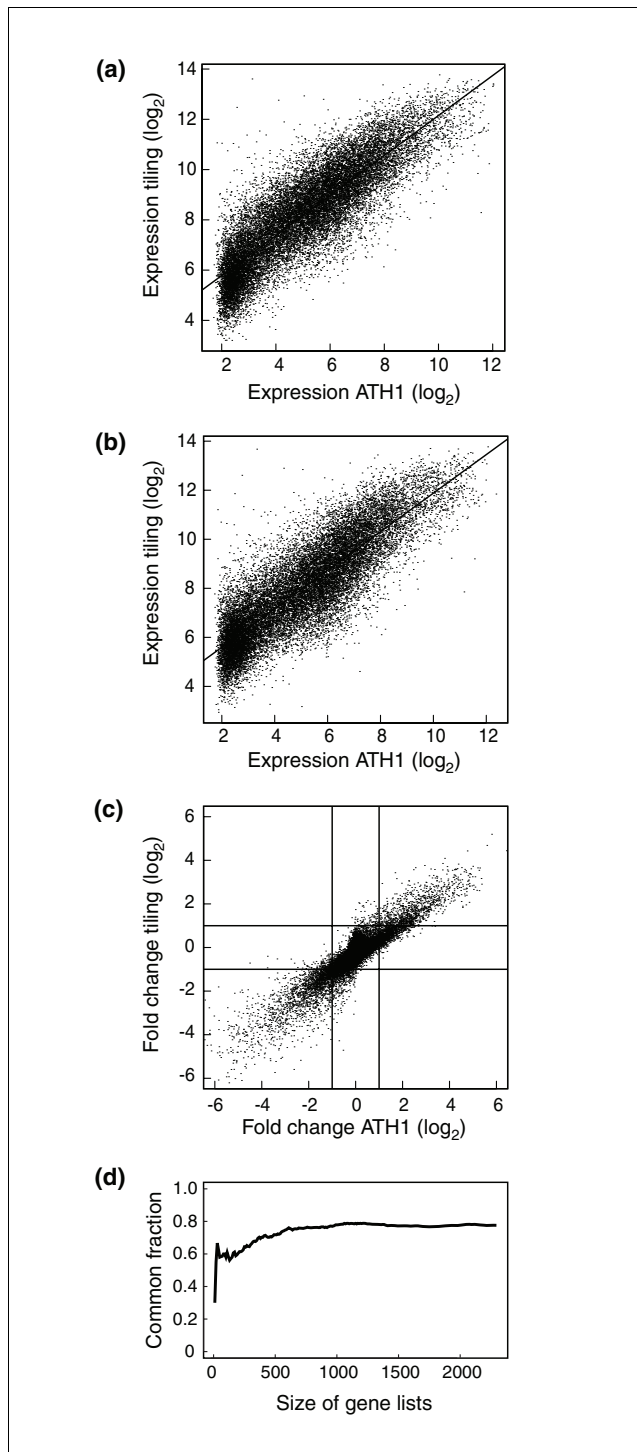 (a)
14
12
10
8
6
4
Expression tiling (log₂)
2 4 6 8 10 12
Expression ATH1 (log₂)
(b)
14
12
10
8
6
4
Expression tiling (log₂)
2 4 6 8 10 12
Expression ATH1 (log₂)
(c)
6
4
2
0
-2
-4
-6
Fold change tiling (log₂)
-6 -4 -2 0 2 4 6
Fold change ATH1 (log₂)
(d)
1.0
0.8
0.6
0.4
0.2
0
Common fraction
0 500 1000 1500 2000
Size of gene lists